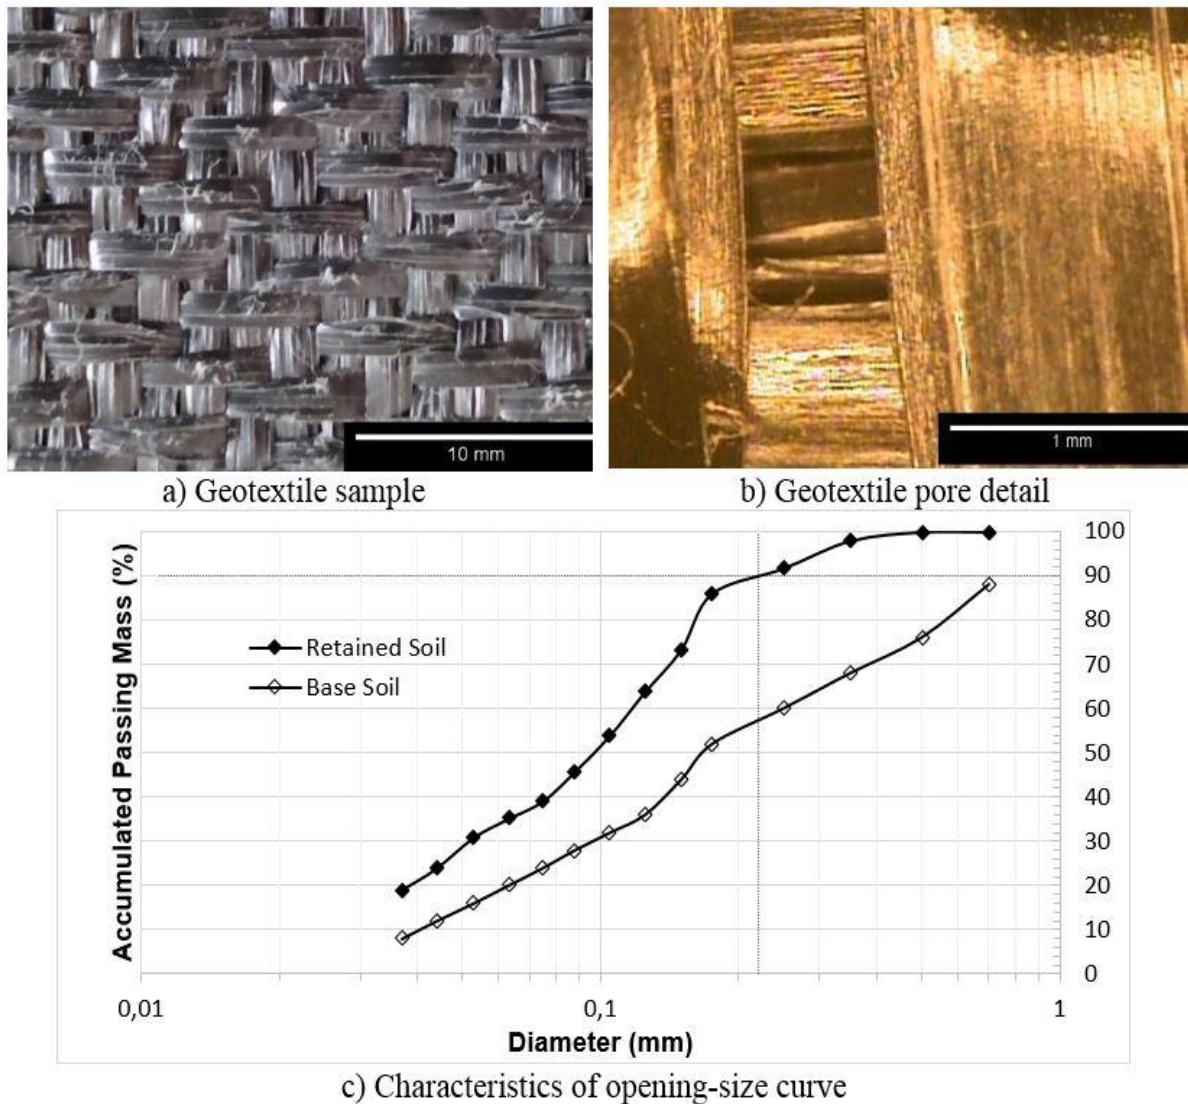 10 mm
1 mm
a) Geotextile sample
b) Geotextile pore detail
Accumulated Passing Mass (%)
Retained Soil
Base Soil
100
90
80
70
60
50
40
30
20
10
0
0,01
0,1
1
Diameter (mm)
c) Characteristics of opening-size curve